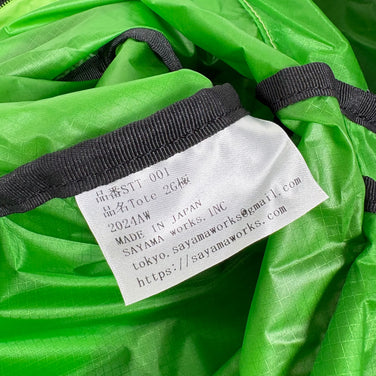 品番STT 001
品名Tote 2G極
2024AW
MADE IN JAPAN
SAYAMA WORKS. INC
tokyo.sayamaworks@gmail.com
https://sayamaworks.com